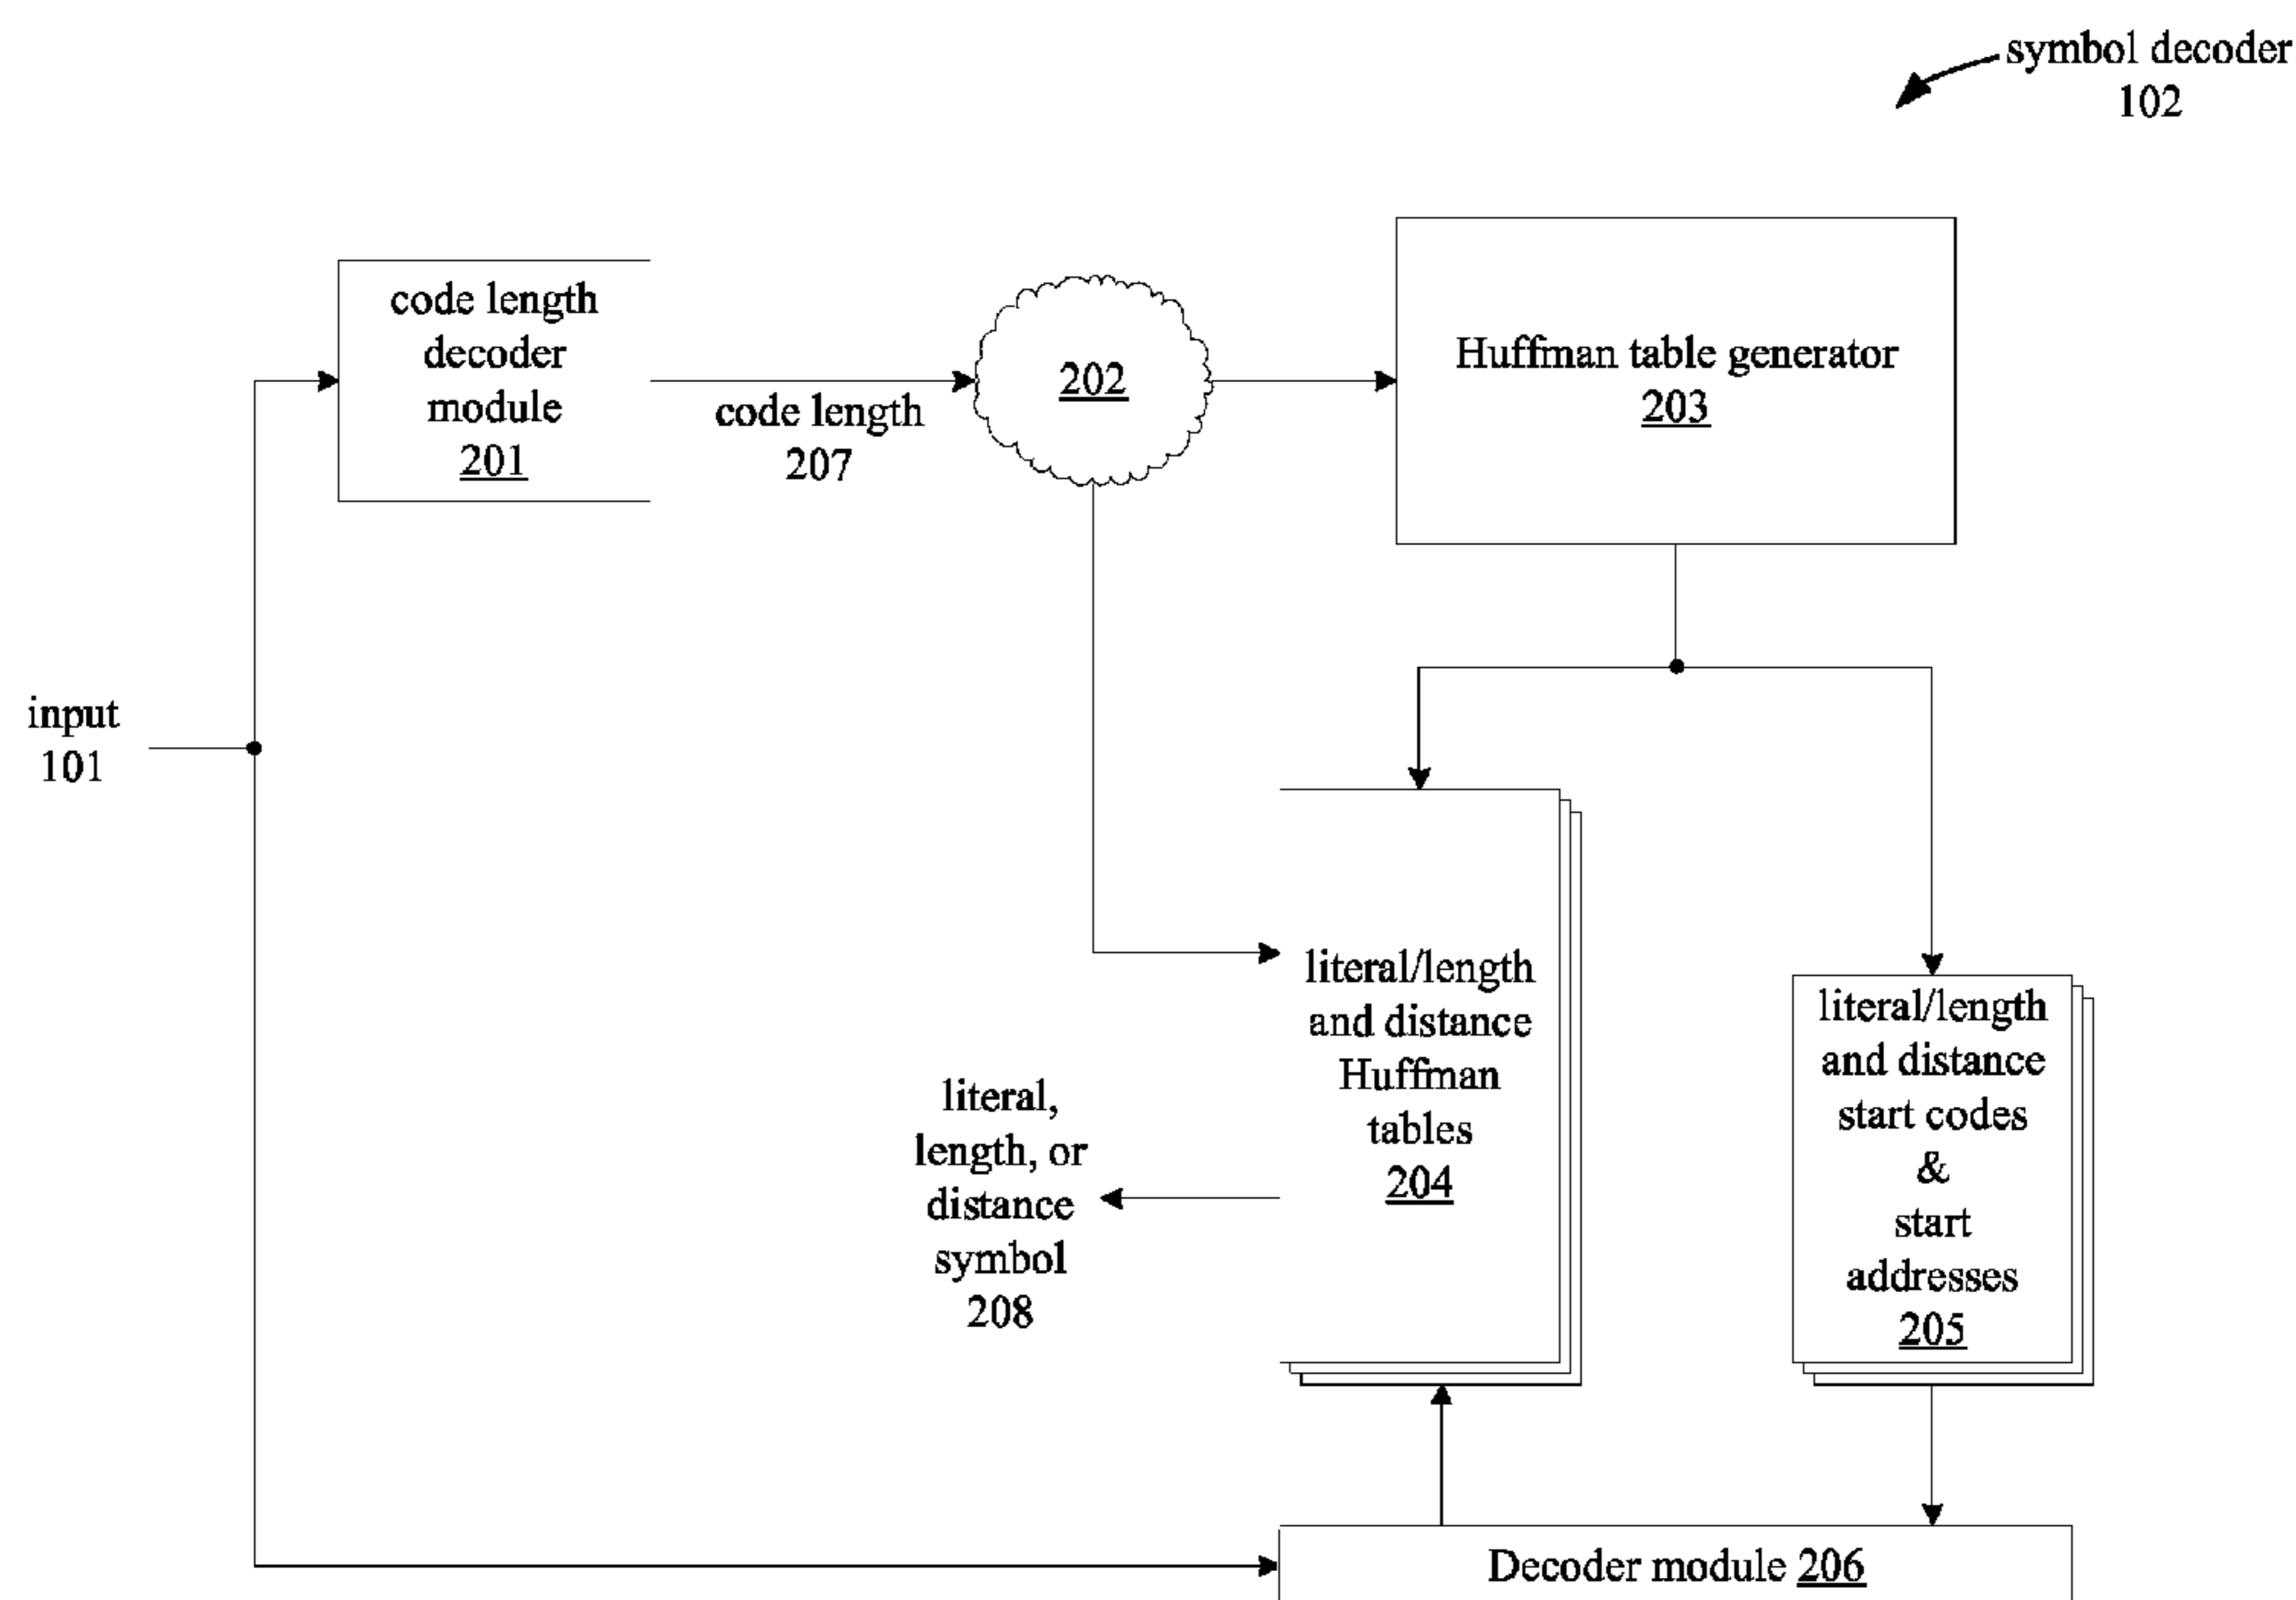 symbol decoder
102
code length
decoder
module
201
code length
207
202
Huffman table generator
203
input
101
literal/length
and distance
Huffman
tables
204
literal/length
and distance
start codes
&
start
addresses
205
literal,
length, or
distance
symbol
208
Decoder module 206